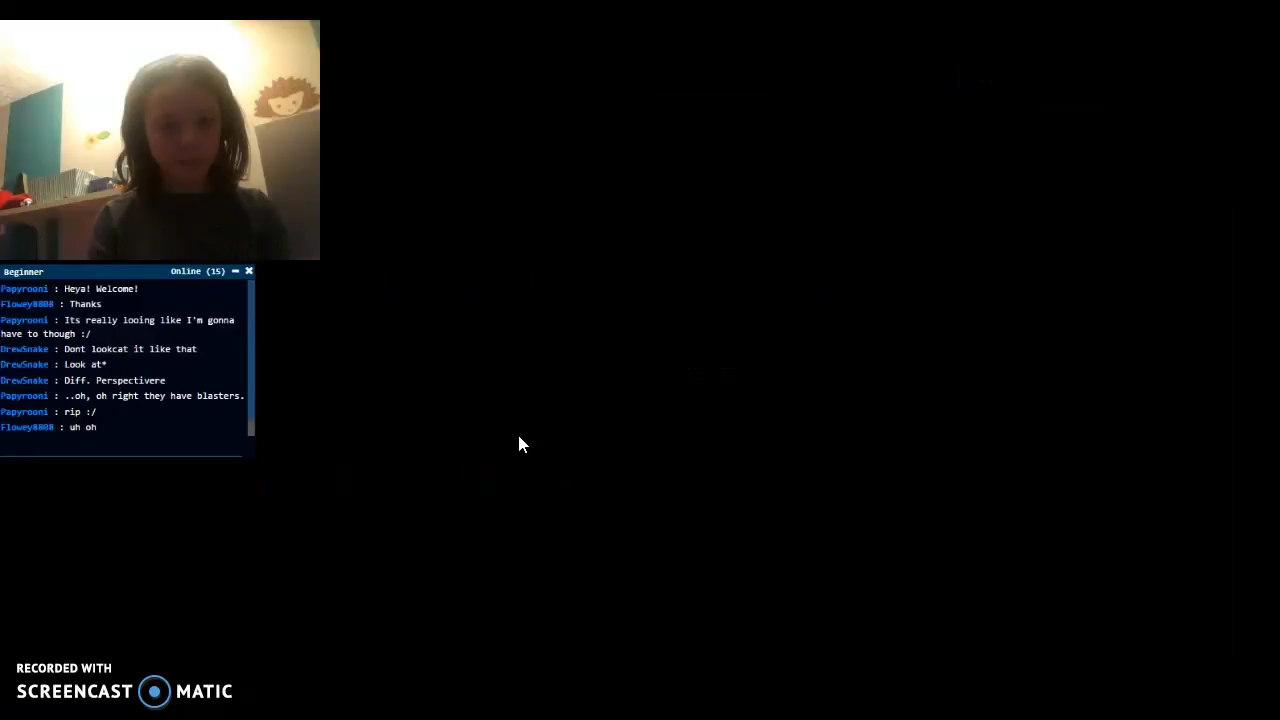 Beginner Online (15)
Papyrooni : Heya! Welcome!
Flowey8808 : Thanks
Papyrooni : Its really looing like I'm gonna
have to though :/
DrewSnake : Dont lookcat it like that
DrewSnake : Look at*
DrewSnake : Diff. Perspectivere
Papyrooni : ..oh, oh right they have blasters.
Papyrooni : rip :/
Flowey8808 : uh oh
RECORDED WITH
SCREENCAST MATIC